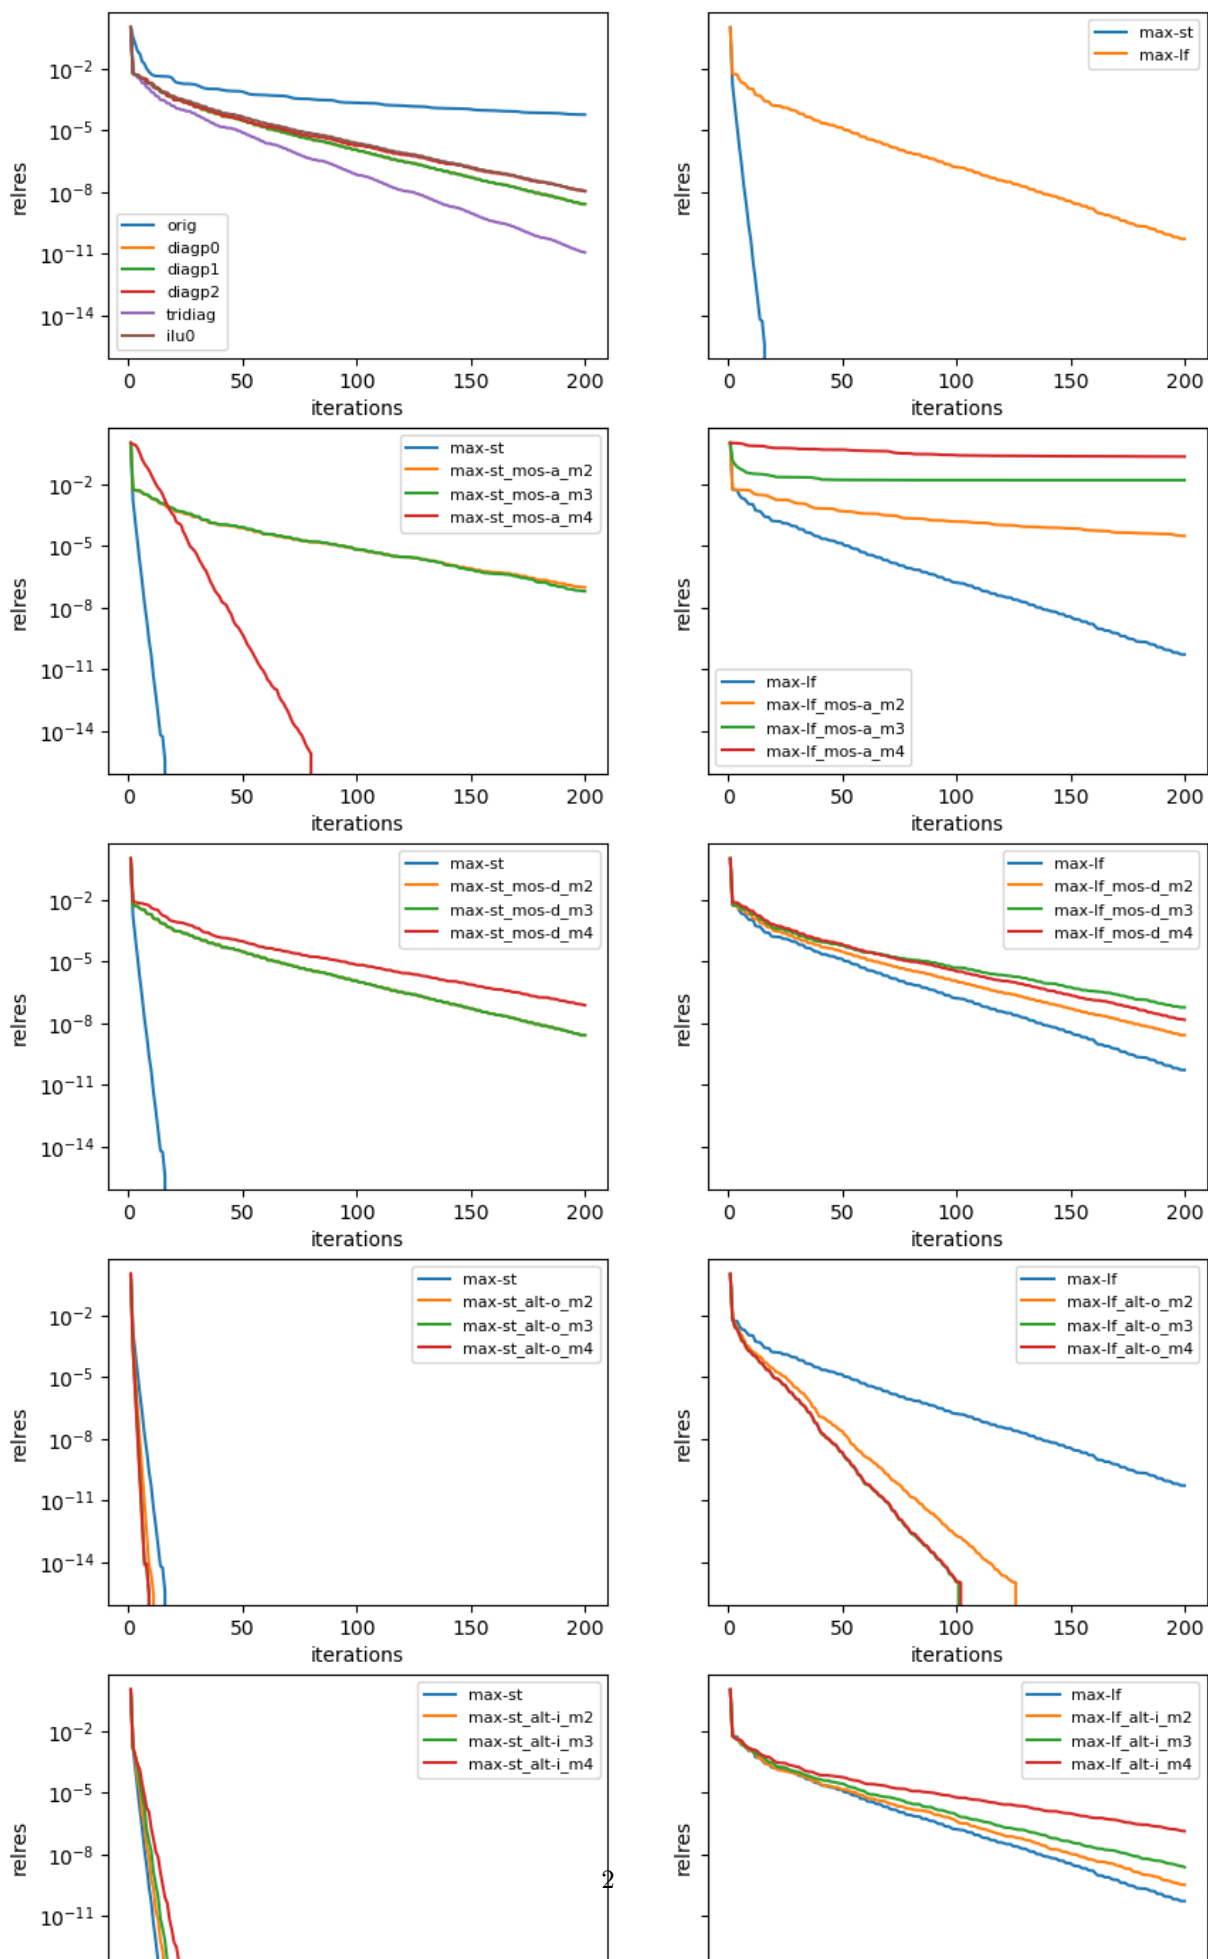 10−2
10−5
10−8
10−11
10−14
relres
orig
diagp0
diagp1
diagp2
tridiag
ilu0
0 50 100 150 200
iterations
relres
max-st
max-lf
0 50 100 150 200
iterations
10−2
10−5
10−8
10−11
10−14
relres
max-st
max-st_mos-a_m2
max-st_mos-a_m3
max-st_mos-a_m4
0 50 100 150 200
iterations
relres
max-lf
max-lf_mos-a_m2
max-lf_mos-a_m3
max-lf_mos-a_m4
0 50 100 150 200
iterations
10−2
10−5
10−8
10−11
10−14
relres
max-st
max-st_mos-d_m2
max-st_mos-d_m3
max-st_mos-d_m4
0 50 100 150 200
iterations
relres
max-lf
max-lf_mos-d_m2
max-lf_mos-d_m3
max-lf_mos-d_m4
0 50 100 150 200
iterations
10−2
10−5
10−8
10−11
10−14
relres
max-st
max-st_alt-o_m2
max-st_alt-o_m3
max-st_alt-o_m4
0 50 100 150 200
iterations
relres
max-lf
max-lf_alt-o_m2
max-lf_alt-o_m3
max-lf_alt-o_m4
0 50 100 150 200
iterations
10−2
10−5
10−8
10−11
relres
max-st
max-st_alt-i_m2
max-st_alt-i_m3
max-st_alt-i_m4
relres
max-lf
max-lf_alt-i_m2
max-lf_alt-i_m3
max-lf_alt-i_m4
2